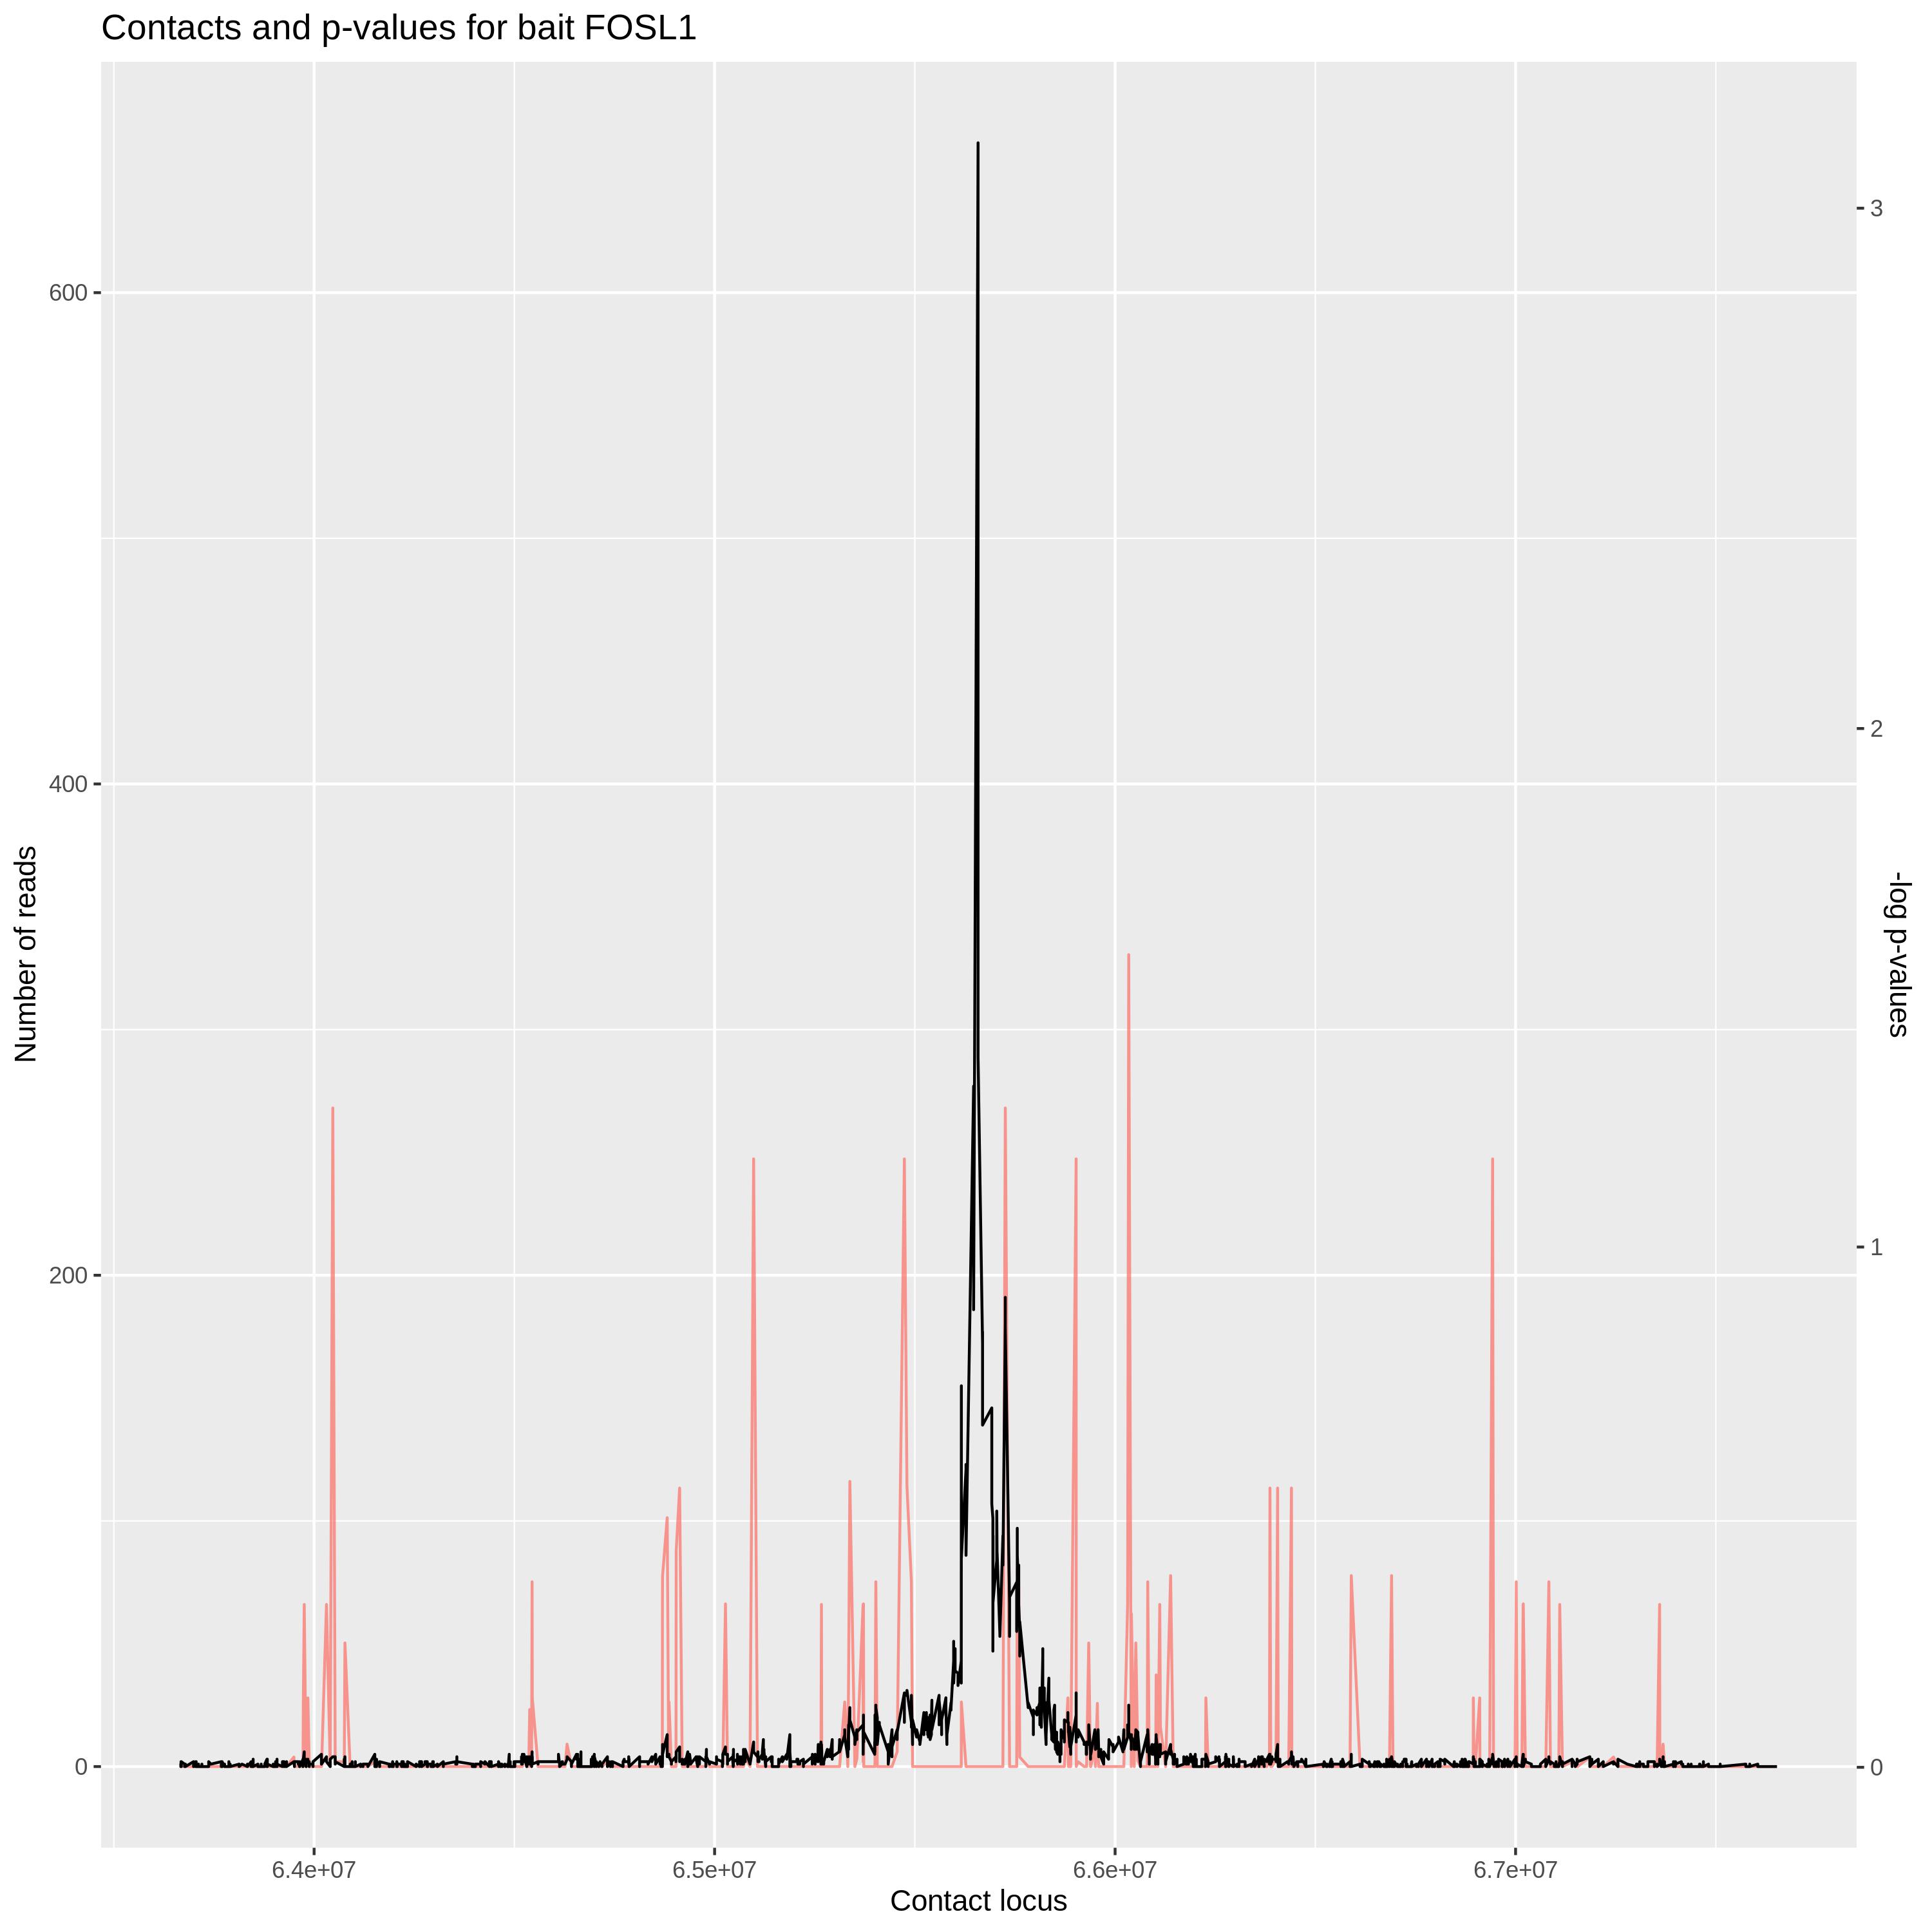 Contacts and p-values for bait FOSL1
600
400
200
0
Number of reads
3
2
1
0
-log p-values
6.4e+07
6.5e+07
6.6e+07
6.7e+07
Contact locus